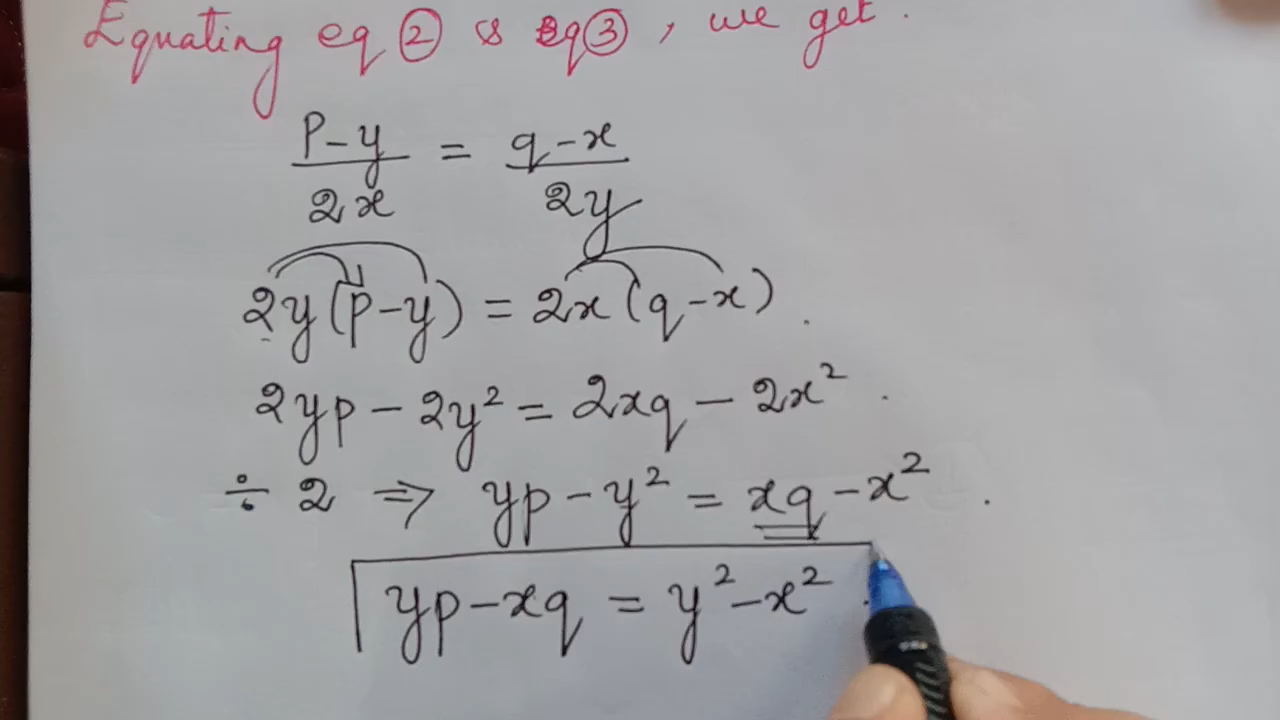 Equating eq ② & eq ③, we get.
P-y/2x = q-x/2y
2y(p-y) = 2x(q-x).
2yp - 2y² = 2xq - 2x².
÷ 2 ⇒ yp - y² = xq - x².
yp - xq = y² - x².